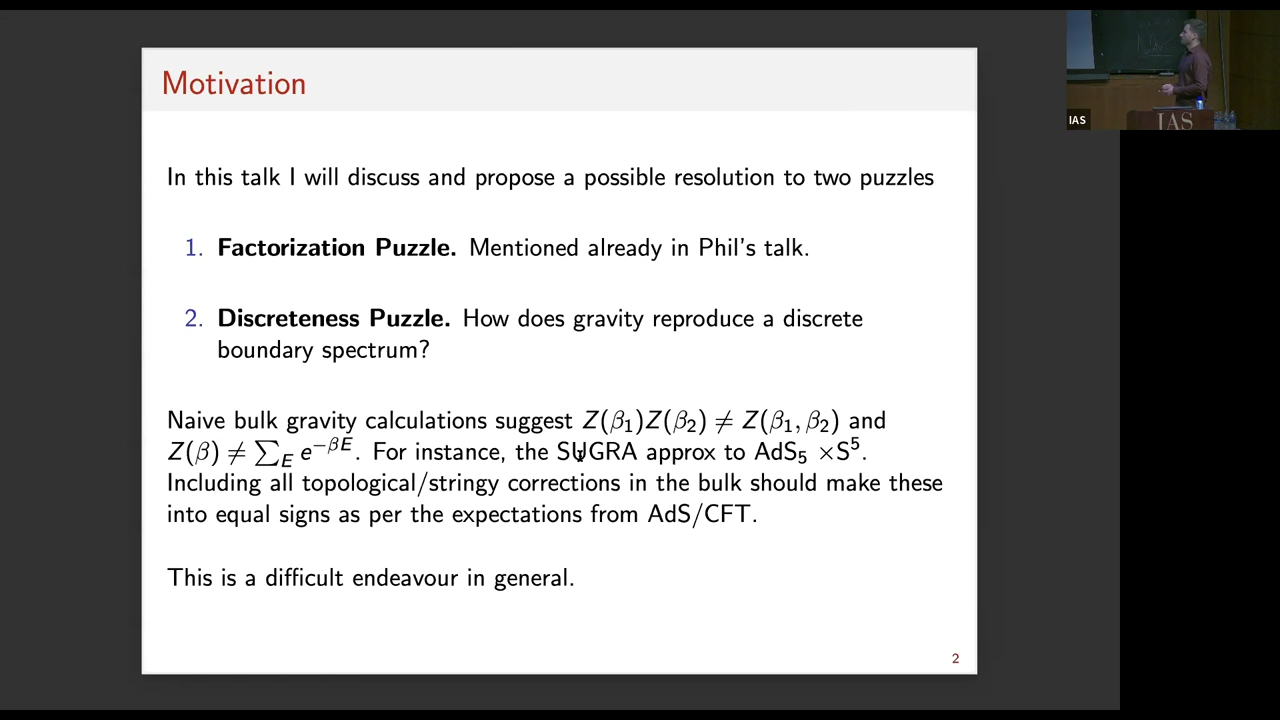 Motivation
In this talk I will discuss and propose a possible resolution to two puzzles
1. Factorization Puzzle. Mentioned already in Phil's talk.
2. Discreteness Puzzle. How does gravity reproduce a discrete
boundary spectrum?
Naive bulk gravity calculations suggest Z(β₁)Z(β₂) ≠ Z(β₁, β₂) and
Z(β) ≠ ∑_E e^{−βE}. For instance, the SUGRA approx to AdS₅ ×S⁵.
Including all topological/stringy corrections in the bulk should make these
into equal signs as per the expectations from AdS/CFT.
This is a difficult endeavour in general.
2
IAS
IAS